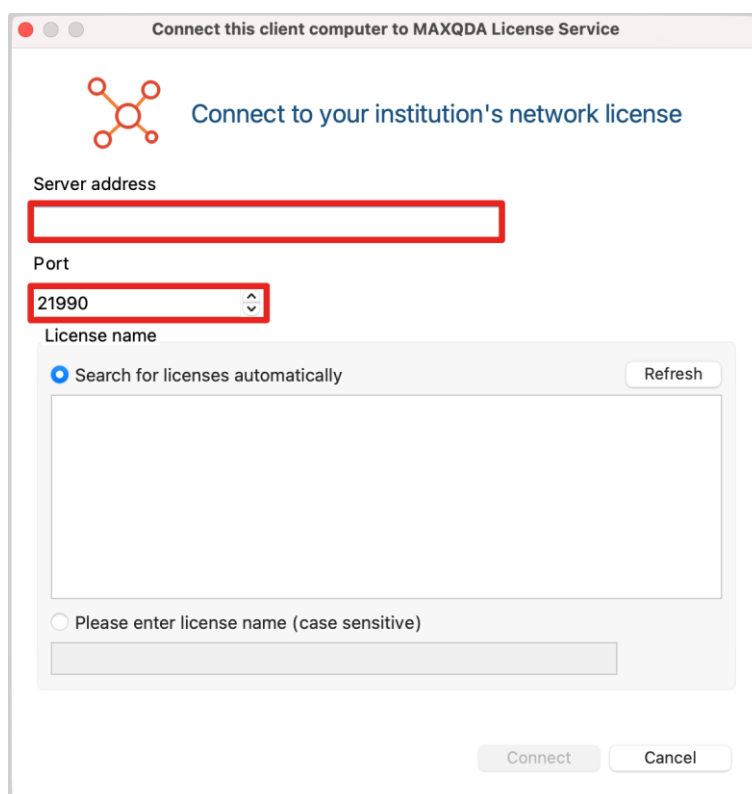 Connect this client computer to MAXQDA License Service
Connect to your institution's network license
Server address
Port
21990
License name
Search for licenses automatically
Refresh
Please enter license name (case sensitive)
Connect
Cancel